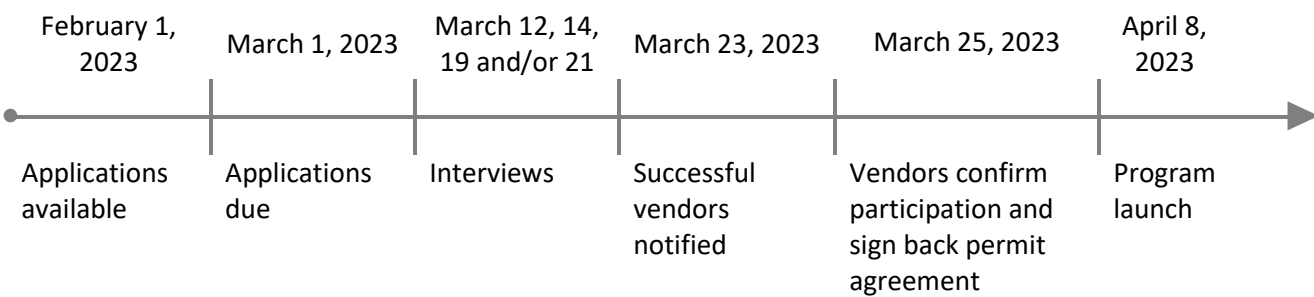 February 1,
2023
March 1, 2023
March 12, 14,
19 and/or 21
March 23, 2023
March 25, 2023
April 8,
2023
Applications
available
Applications
due
Interviews
Successful
vendors
notified
Vendors confirm
participation and
sign back permit
agreement
Program
launch